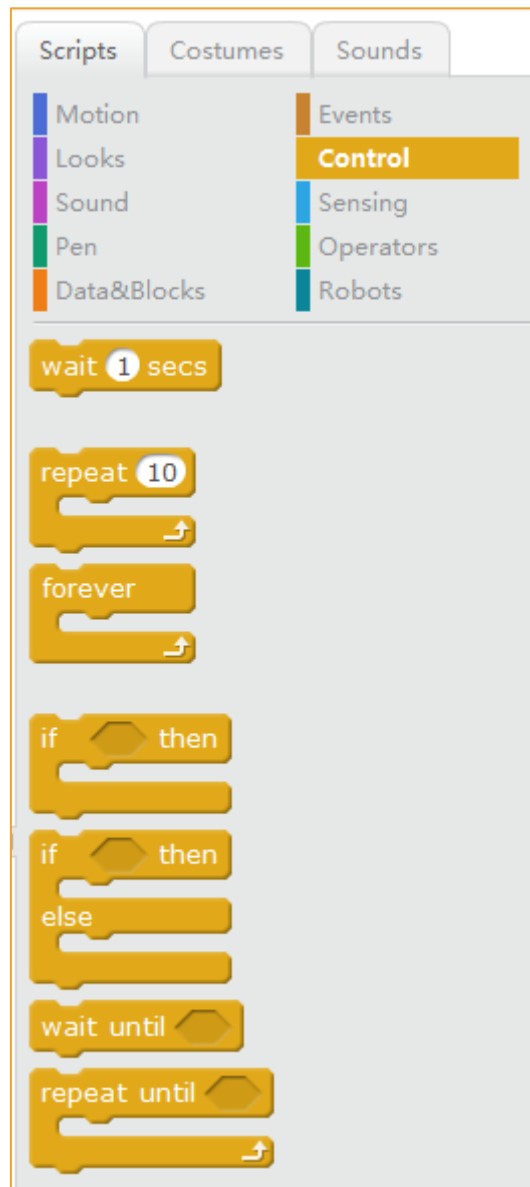 Scripts Costumes Sounds
Motion Events
Looks Control
Sound Sensing
Pen Operators
Data&Blocks Robots
wait 1 secs
repeat 10
forever
if then
if then
else
wait until
repeat until